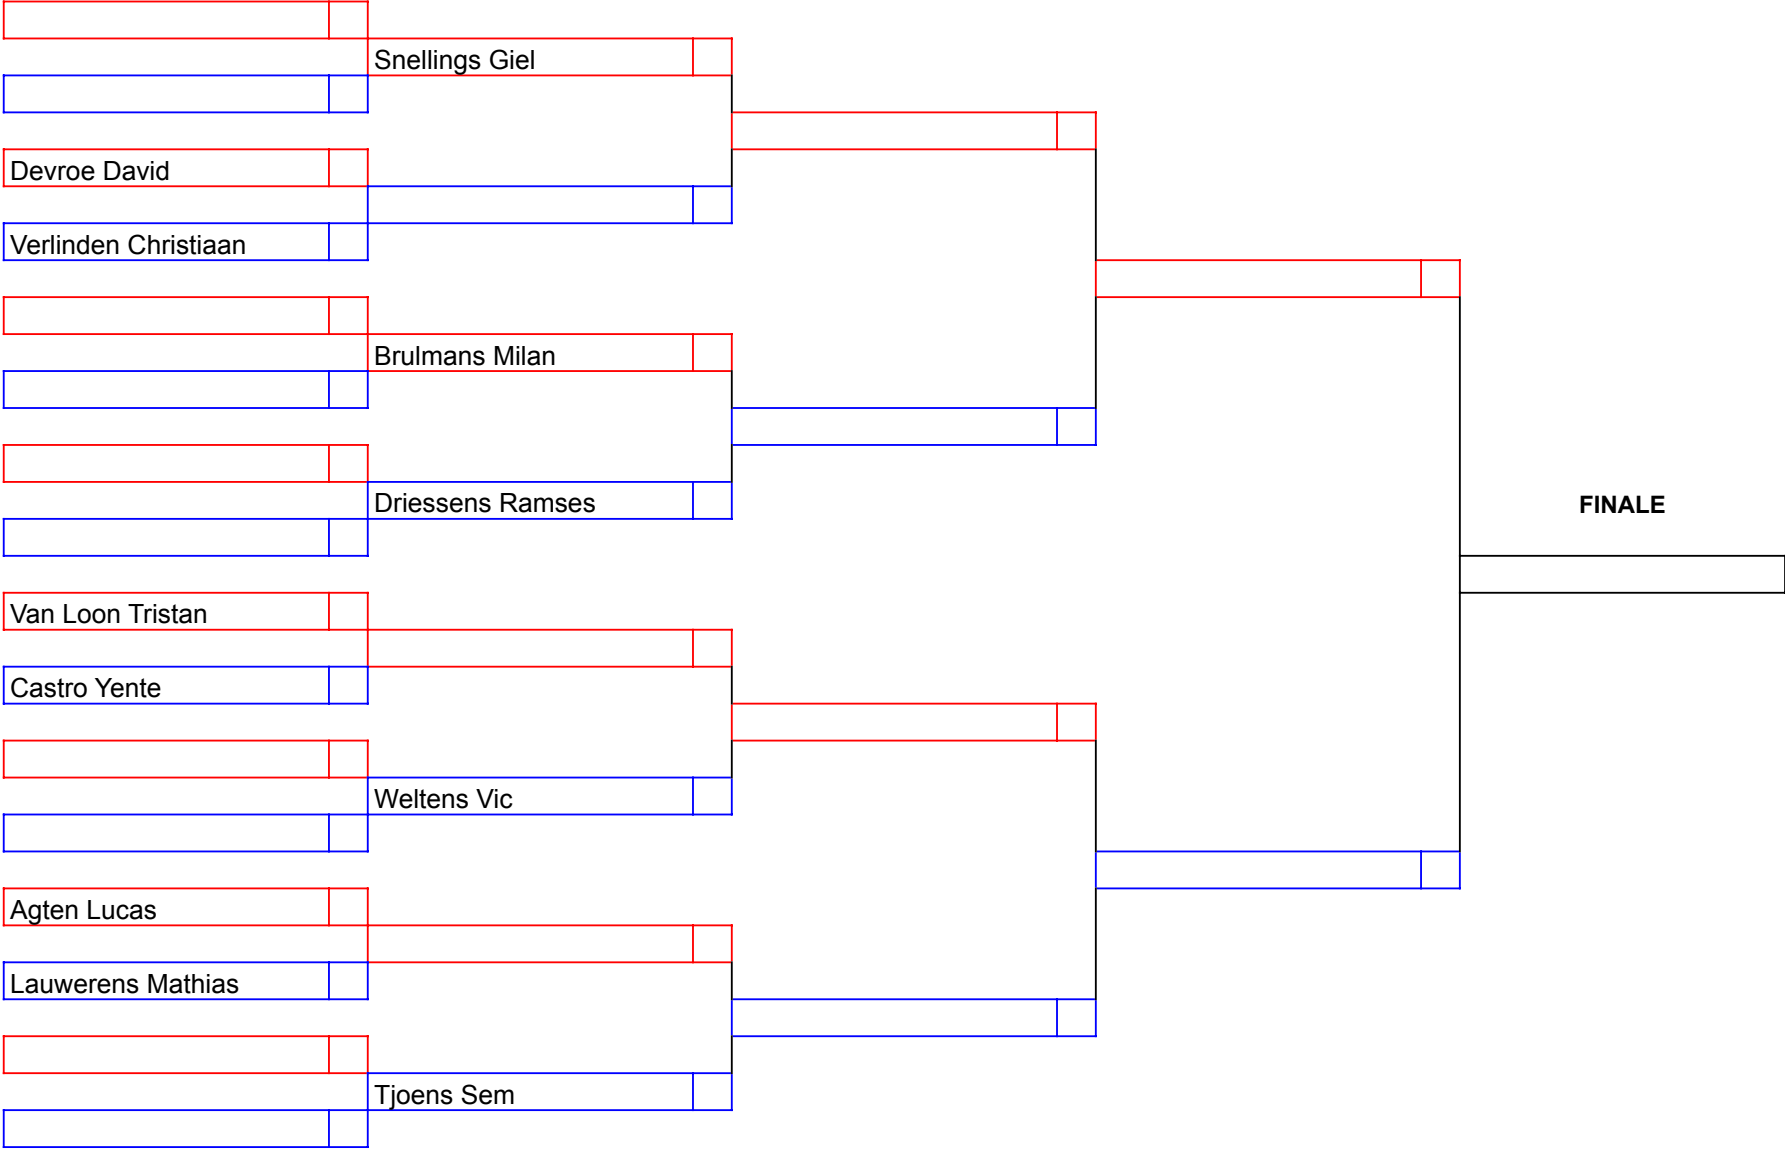 Snellings Giel
Devroe David
Verlinden Christiaan
Brulmans Milan
Driessens Ramses
FINALE
Van Loon Tristan
Castro Yente
Weltens Vic
Agten Lucas
Lauwerens Mathias
Tjoens Sem